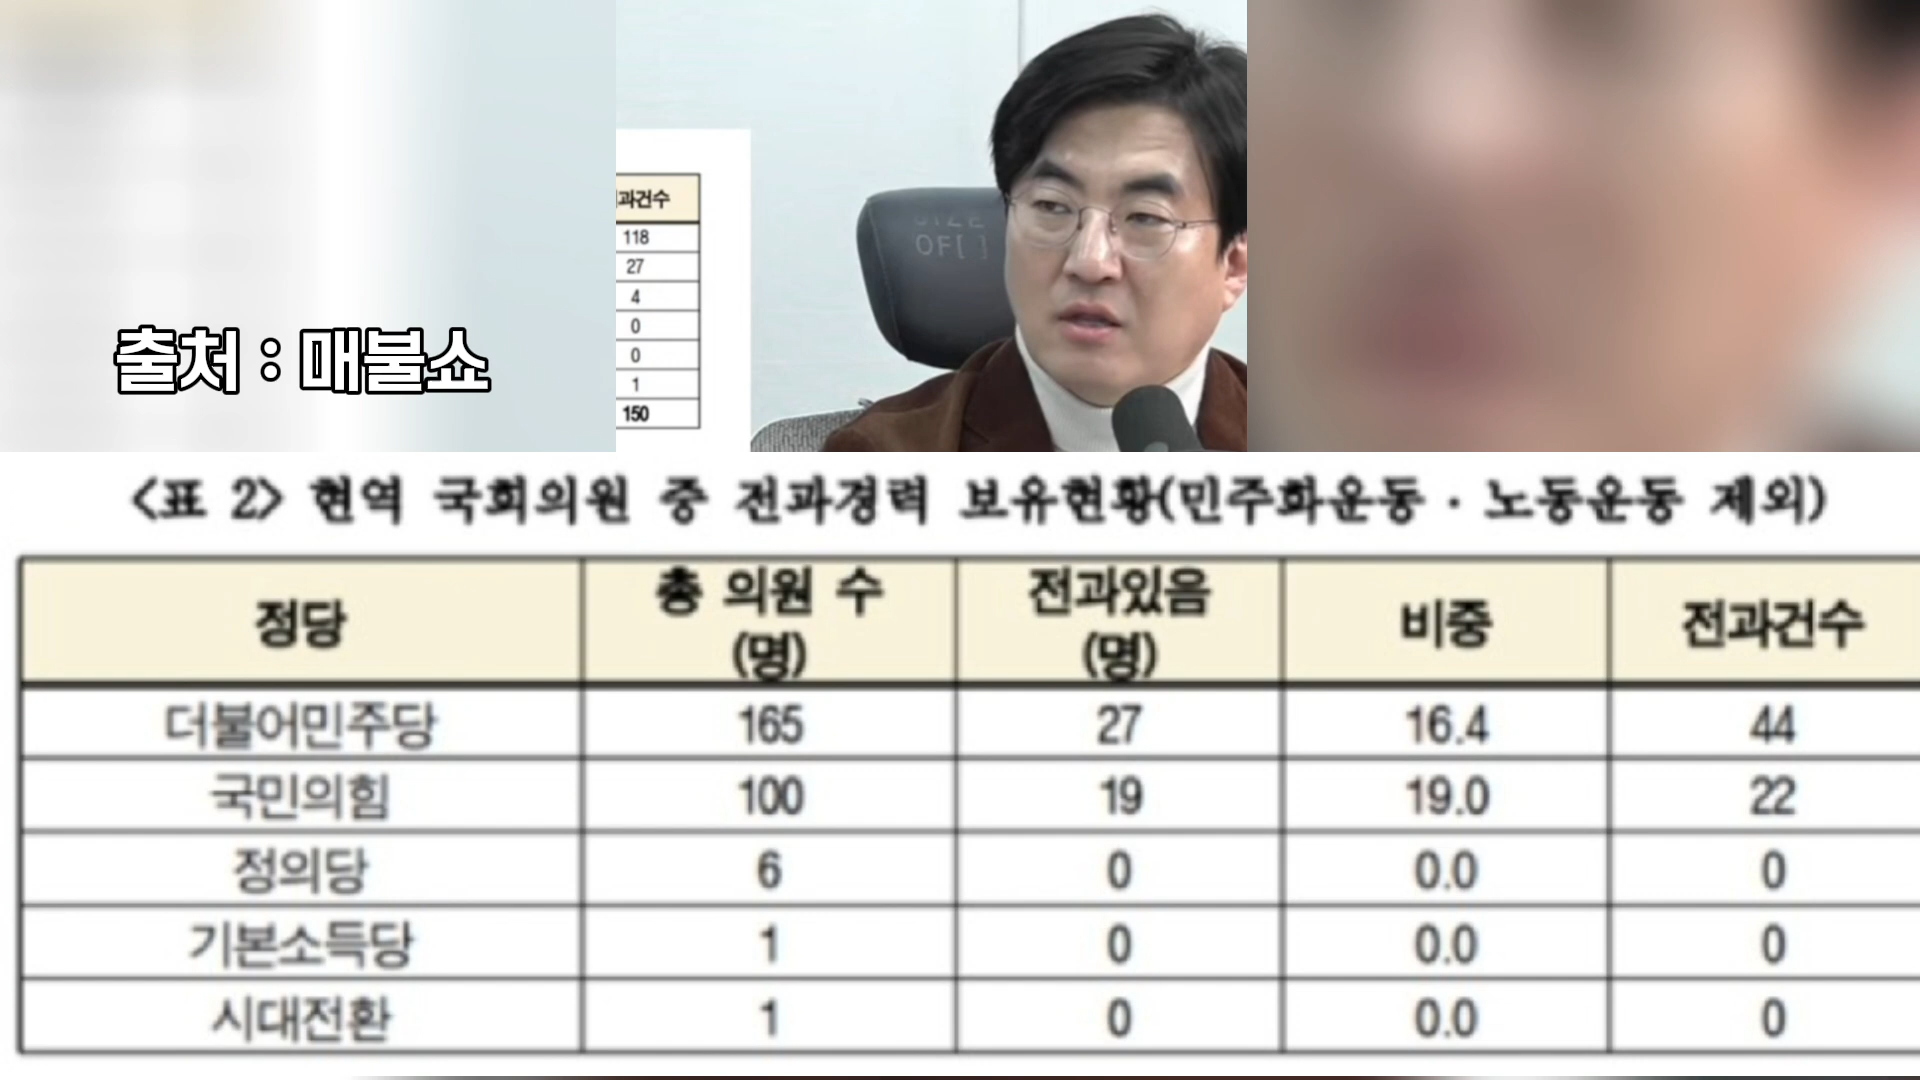 출처 : 매불쇼
과건수
118
27
4
0
0
1
150
OF[ ]
<표 2> 현역 국회의원 중 전과경력 보유현황(민주화운동 · 노동운동 제외)
정당 총 의원 수 (명) 전과있음 (명) 비중 전과건수
더불어민주당 165 27 16.4 44
국민의힘 100 19 19.0 22
정의당 6 0 0.0 0
기본소득당 1 0 0.0 0
시대전환 1 0 0.0 0